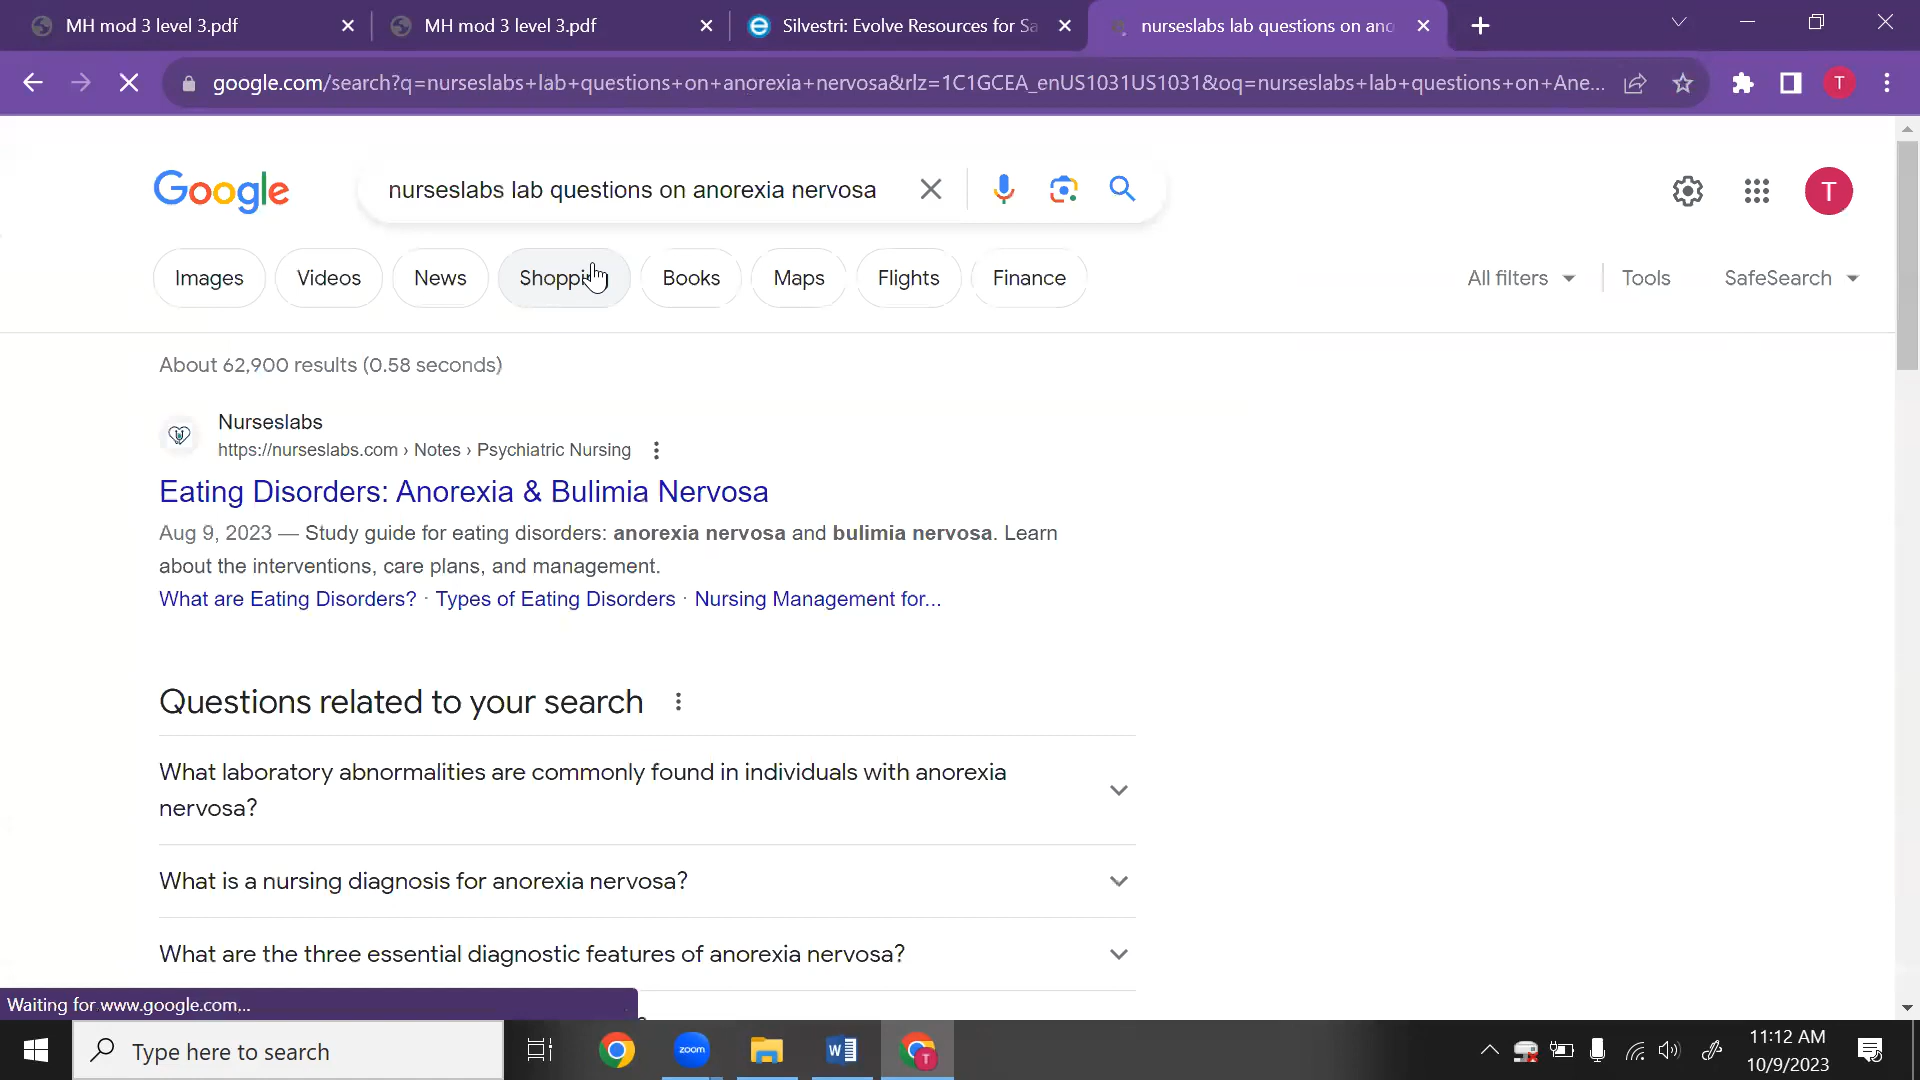 MH mod 3 level 3.pdf
MH mod 3 level 3.pdf
Silvestri: Evolve Resources for Sa
nurseslabs lab questions on ano
google.com/search?q=nurseslabs+lab+questions+on+anorexia+nervosa&rlz=1C1GCEA_enUS1031US1031&oq=nurseslabs+lab+questions+on+Ane...
T
Google
nurseslabs lab questions on anorexia nervosa
T
Images
Videos
News
Books
Maps
Flights
Finance
All filters
Tools
SafeSearch
About 62,900 results (0.58 seconds)
Nurseslabs
https://nurseslabs.com › Notes › Psychiatric Nursing
Eating Disorders: Anorexia & Bulimia Nervosa
Aug 9, 2023 — Study guide for eating disorders: anorexia nervosa and bulimia nervosa. Learn
about the interventions, care plans, and management.
What are Eating Disorders? · Types of Eating Disorders · Nursing Management for...
Questions related to your search
What laboratory abnormalities are commonly found in individuals with anorexia
nervosa?
What is a nursing diagnosis for anorexia nervosa?
What are the three essential diagnostic features of anorexia nervosa?
Waiting for www.google.com...
Type here to search
zoom
W
T
11:12 AM
10/9/2023